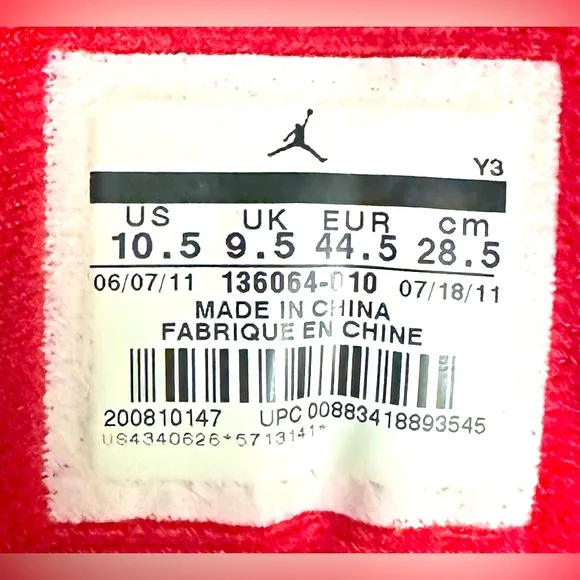 Y3
US UK EUR cm
10.5 9.5 44.5 28.5
06/07/11 136064-010 07/18/11
MADE IN CHINA
FABRIQUE EN CHINE
200810147 UPC 00883418893545
US4340626*5713141*